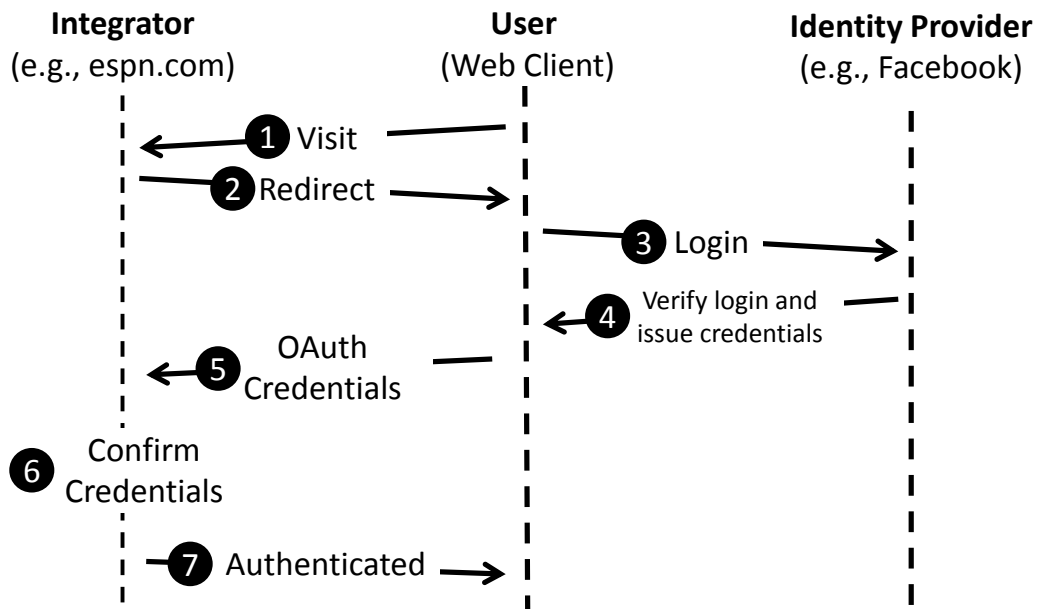 Integrator
(e.g., espn.com)
User
(Web Client)
Identity Provider
(e.g., Facebook)
1 Visit
2 Redirect
3 Login
4 Verify login and
issue credentials
5 OAuth
Credentials
6 Confirm
Credentials
7 Authenticated